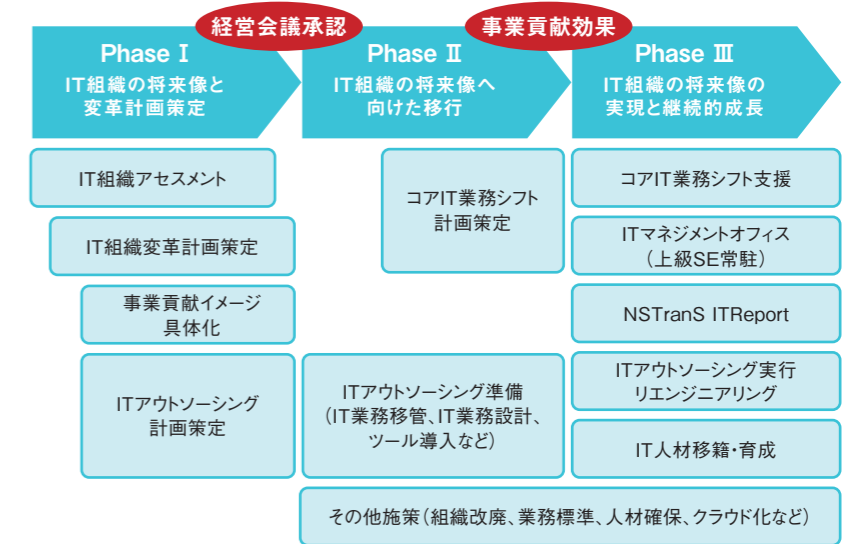 経営会議承認
事業貢献効果
Phase Ⅰ
IT組織の将来像と
変革計画策定
Phase Ⅱ
IT組織の将来像へ
向けた移行
Phase Ⅲ
IT組織の将来像の
実現と継続的成長
IT組織アセスメント
IT組織変革計画策定
事業貢献イメージ
具体化
ITアウトソーシング
計画策定
コアIT業務シフト
計画策定
ITアウトソーシング準備
（IT業務移管、IT業務設計、
ツール導入など）
コアIT業務シフト支援
ITマネジメントオフィス
（上級SE常駐）
NSTranS ITReport
ITアウトソーシング実行
リエンジニアリング
IT人材移籍・育成
その他施策（組織改廃、業務標準、人材確保、クラウド化など）